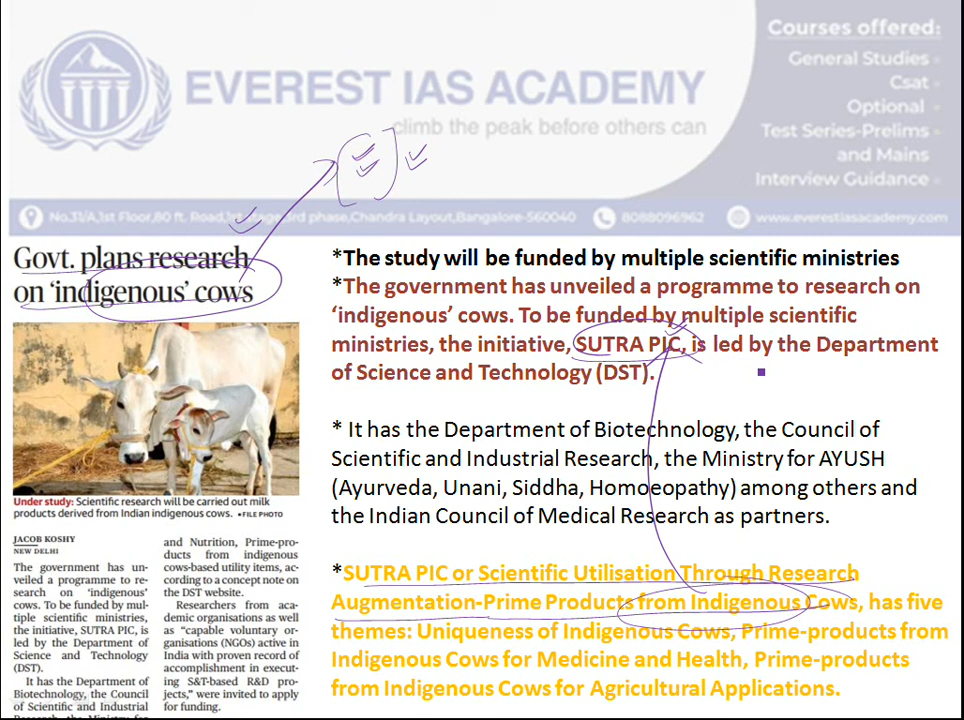 EVEREST IAS ACADEMY
climb the peak before others can
Courses offered:
General Studies
Csat
Optional
Test Series-Prelims
and Mains
Interview Guidance
No.31/A,1st Floor,80 ft. Road, phase,Chandra Layout,Bangalore-560040
8088096962
www.everestiasacademy.com
Govt. plans research
on ‘indigenous’ cows
Under study: Scientific research will be carried out milk
products derived from Indian indigenous cows. •FILE PHOTO
JACOB KOSHY
NEW DELHI
The government has un-
veiled a programme to re-
search on ‘indigenous’
cows. To be funded by mul-
tiple scientific ministries,
the initiative, SUTRA PIC, is
led by the Department of
Science and Technology
(DST).
It has the Department of
Biotechnology, the Council
of Scientific and Industrial
Research, the Ministry for
and Nutrition, Prime-pro-
ducts from indigenous
cows-based utility items, ac-
cording to a concept note on
the DST website.
Researchers from aca-
demic organisations as well
as “capable voluntary or-
ganisations (NGOs) active in
India with proven record of
accomplishment in execut-
ing S&T-based R&D pro-
jects,” were invited to apply
for funding.
*The study will be funded by multiple scientific ministries
*The government has unveiled a programme to research on
‘indigenous’ cows. To be funded by multiple scientific
ministries, the initiative, SUTRA PIC, is led by the Department
of Science and Technology (DST).
* It has the Department of Biotechnology, the Council of
Scientific and Industrial Research, the Ministry for AYUSH
(Ayurveda, Unani, Siddha, Homoeopathy) among others and
the Indian Council of Medical Research as partners.
*SUTRA PIC or Scientific Utilisation Through Research
Augmentation-Prime Products from Indigenous Cows, has five
themes: Uniqueness of Indigenous Cows, Prime-products from
Indigenous Cows for Medicine and Health, Prime-products
from Indigenous Cows for Agricultural Applications.